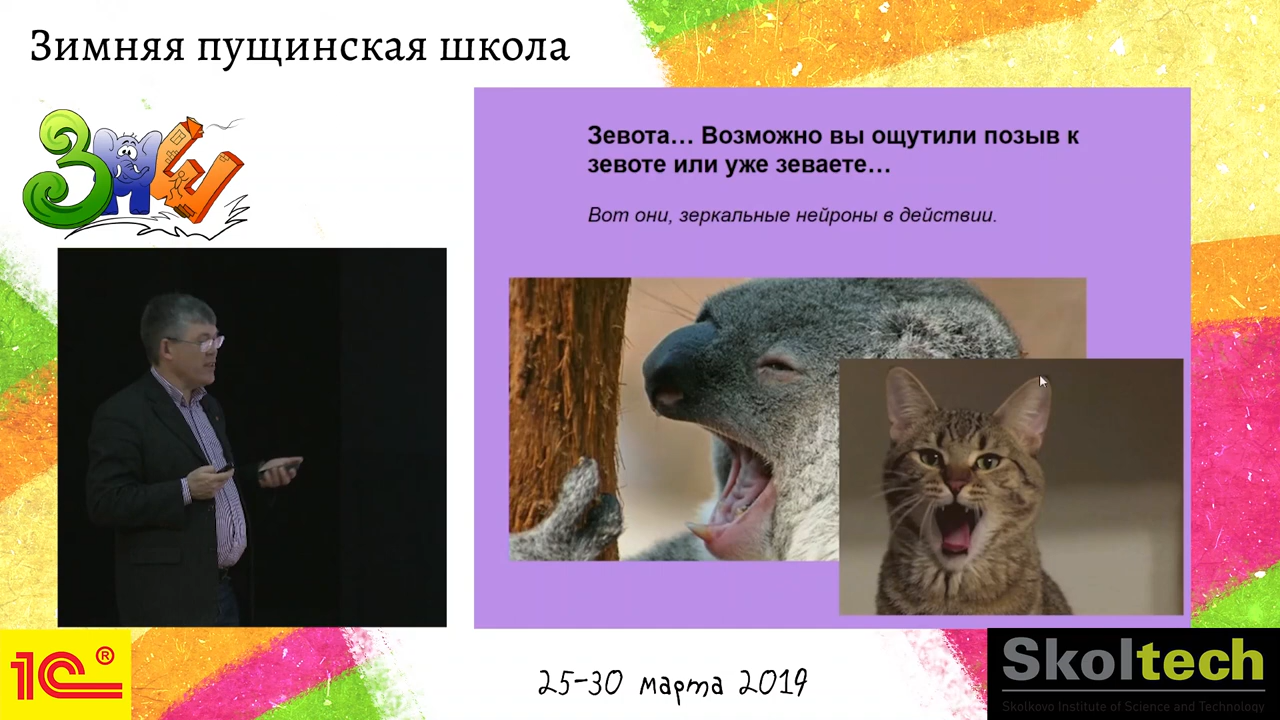 Зимняя пущинская школа
ЗПШ
Зевота... Возможно вы ощутили позыв к
зевоте или уже зеваете...
Вот они, зеркальные нейроны в действии.
1С®
25-30 марта 2019
Skoltech
Skolkovo Institute of Science and Technology